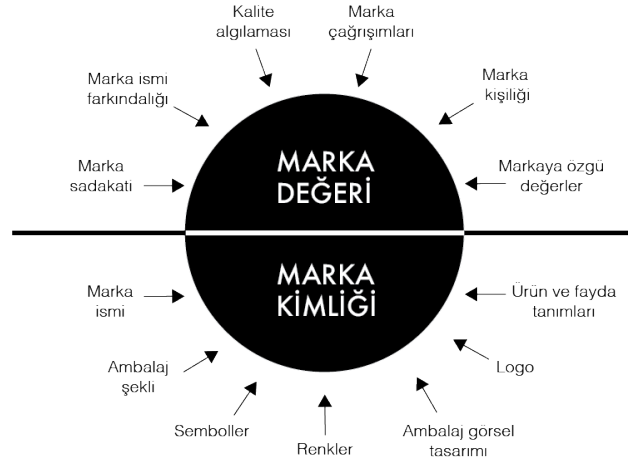 Kalite
algılaması
Marka
çağrışımları
Marka ismi
farkındalığı
Marka
kişiliği
Marka
sadakati
MARKA
DEĞERİ
Markaya özgü
değerler
MARKA
KİMLİĞİ
Marka
ismi
Ürün ve fayda
tanımları
Ambalaj
şekli
Logo
Semboller
Renkler
Ambalaj görsel
tasarımı